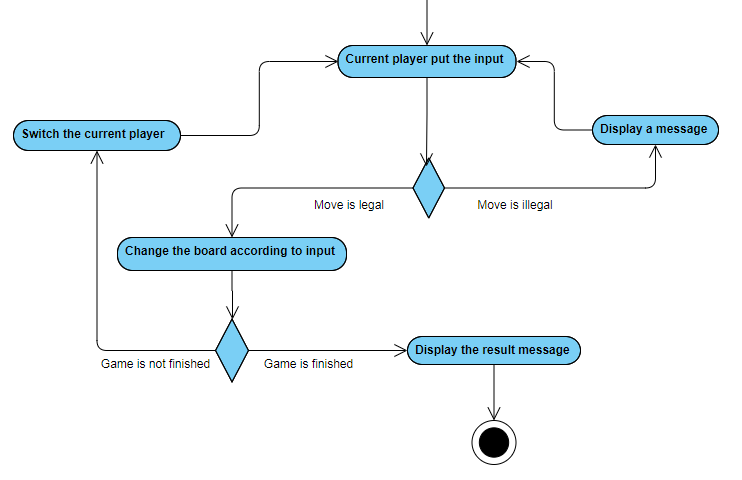 Current player put the input
Switch the current player
Display a message
Move is legal
Move is illegal
Change the board according to input
Game is not finished
Game is finished
Display the result message